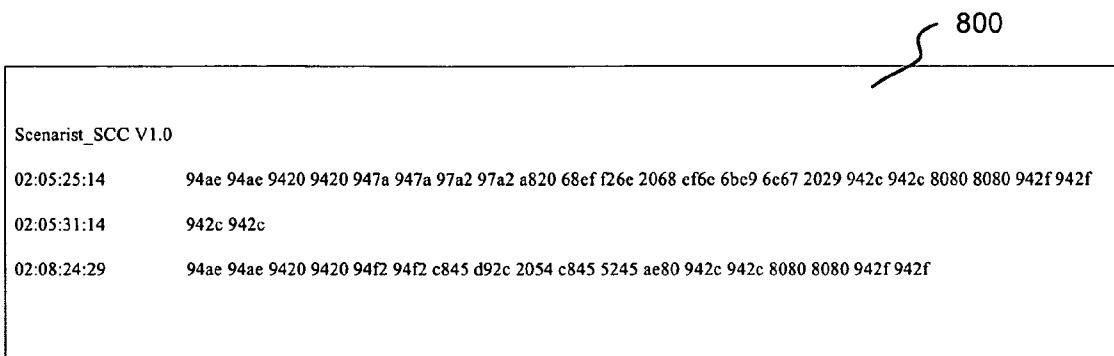 800
Scenarist_SCC V1.0
02:05:25:14 94ae 94ae 9420 9420 947a 947a 97a2 97a2 a820 68ef f26e 2068 ef6e 6bc9 6e67 2029 942c 942c 8080 8080 942f 942f
02:05:31:14 942c 942c
02:08:24:29 94ae 94ae 9420 9420 94f2 94f2 c845 d92c 2054 c845 5245 ae80 942c 942c 8080 8080 942f 942f